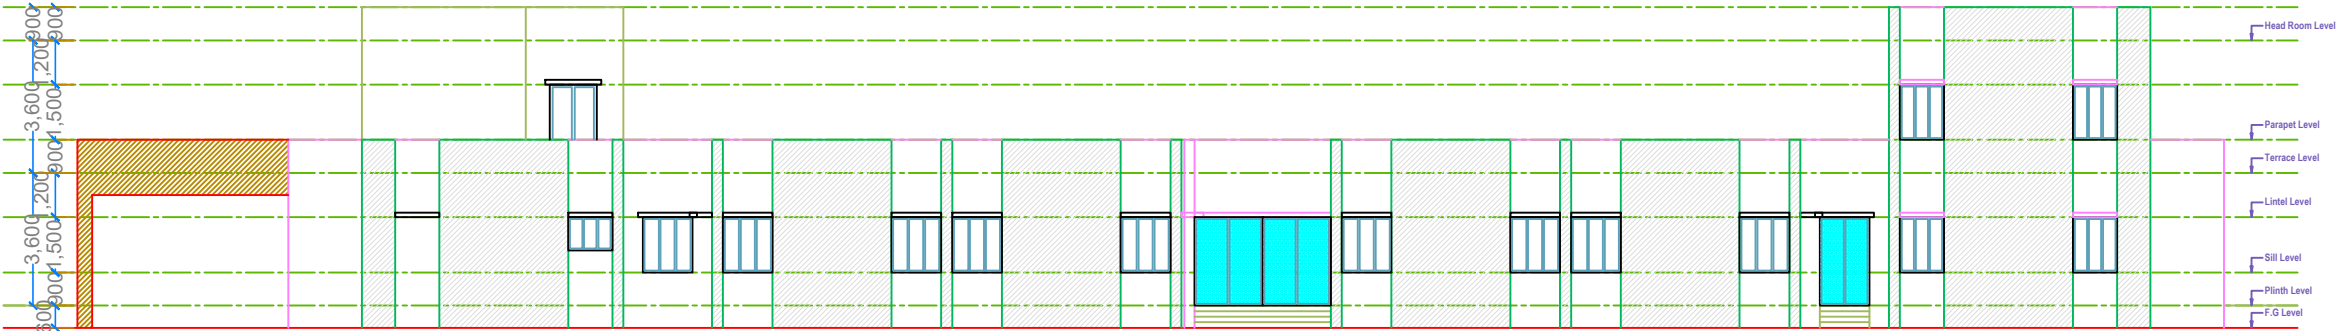 900
900
Head Room Level
1,200
3,600
1,500
Parapet Level
900
Terrace Level
1,200
Lintel Level
3,600
1,500
Sill Level
900
Plinth Level
600
F.G Level